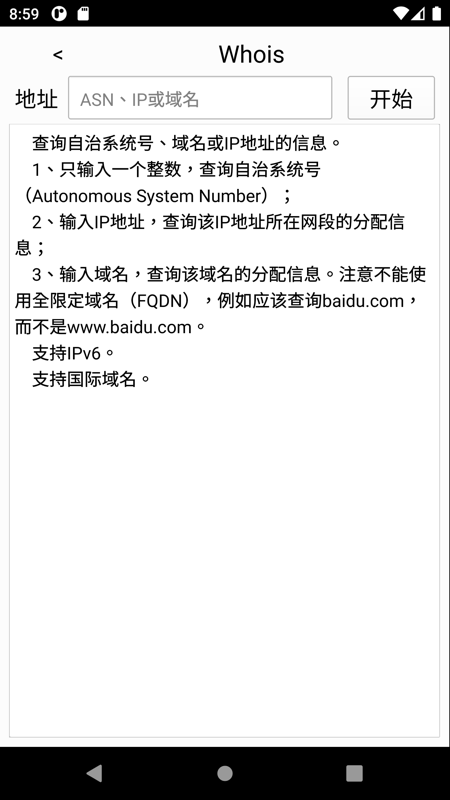 8:59
< Whois
地址 ASN、IP或域名 开始
查询自治系统号、域名或IP地址的信息。
1、只输入一个整数，查询自治系统号
（Autonomous System Number）；
2、输入IP地址，查询该IP地址所在网段的分配信
息；
3、输入域名，查询该域名的分配信息。注意不能使
用全限定域名（FQDN），例如应该查询baidu.com，
而不是www.baidu.com。
支持IPv6。
支持国际域名。